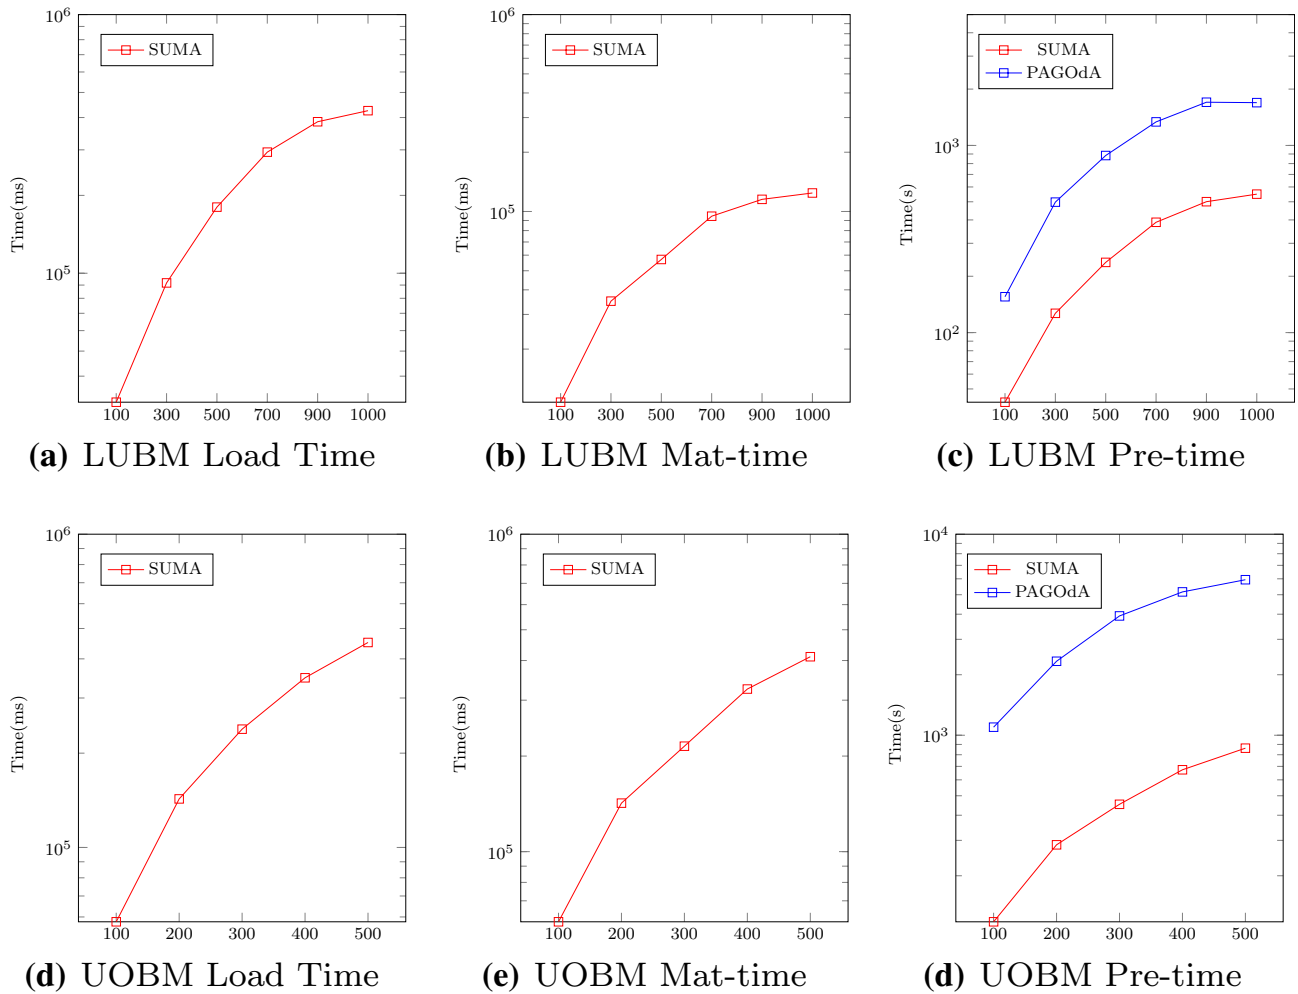 10^6
SUMA
Time(ms)
10^5
100 300 500 700 900 1000
(a) LUBM Load Time
10^6
SUMA
Time(ms)
10^5
100 300 500 700 900 1000
(b) LUBM Mat-time
SUMA
PAGOdA
10^3
Time(s)
10^2
100 300 500 700 900 1000
(c) LUBM Pre-time
10^6
SUMA
Time(ms)
10^5
100 200 300 400 500
(d) UOBM Load Time
10^6
SUMA
Time(ms)
10^5
100 200 300 400 500
(e) UOBM Mat-time
10^4
SUMA
PAGOdA
Time(s)
10^3
100 200 300 400 500
(d) UOBM Pre-time